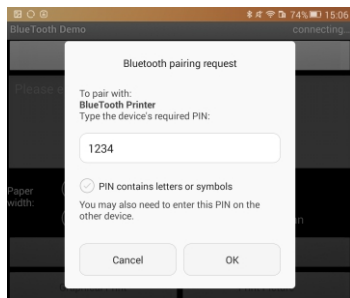 74% 15:06
BlueTooth Demo
connecting...
Bluetooth pairing request
Please e
To pair with:
BlueTooth Printer
Type the device's required PIN:
1234
PIN contains letters or symbols
Paper
width:
You may also need to enter this PIN on the
other device.
Cancel
OK